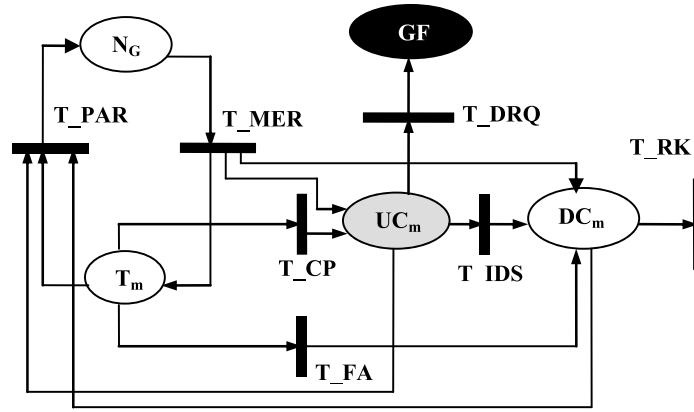 GF
N_G
T_PAR
T_MER
T_DRQ
T_RK
UC_m
DC_m
T_m
T_CP
T_IDS
T_FA